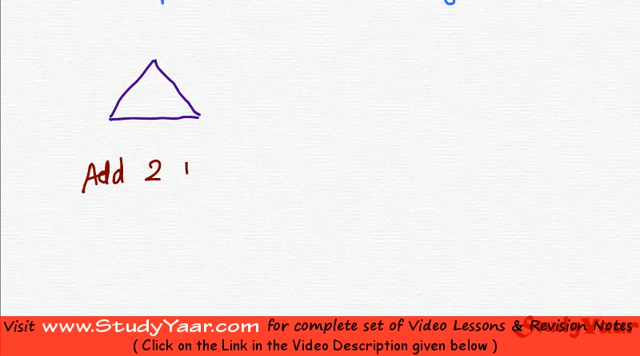 Add 2
Visit www.StudyYaar.com for complete set of Video Lessons & Revision Notes
( Click on the Link in the Video Description given below )
StudyYaar